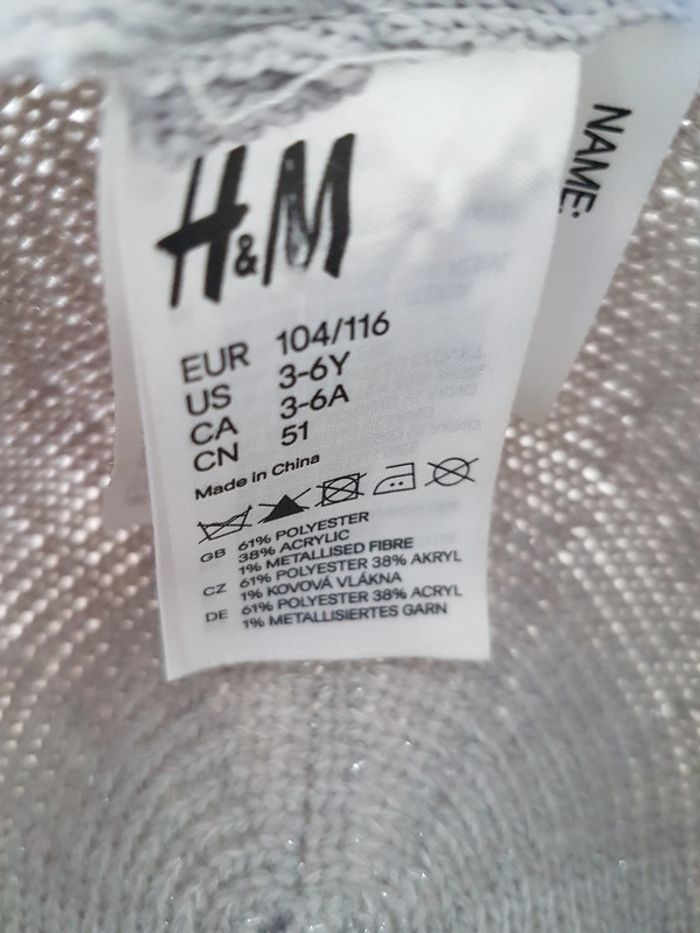 H&M
NAME:
EUR 104/116
US 3-6Y
CA 3-6A
CN 51
Made in China
GB 61% POLYESTER
38% ACRYLIC
1% METALLISED FIBRE
CZ 61% POLYESTER 38% AKRYL
1% KOVOVÁ VLÁKNA
DE 61% POLYESTER 38% ACRYL
1% METALLISIERTES GARN